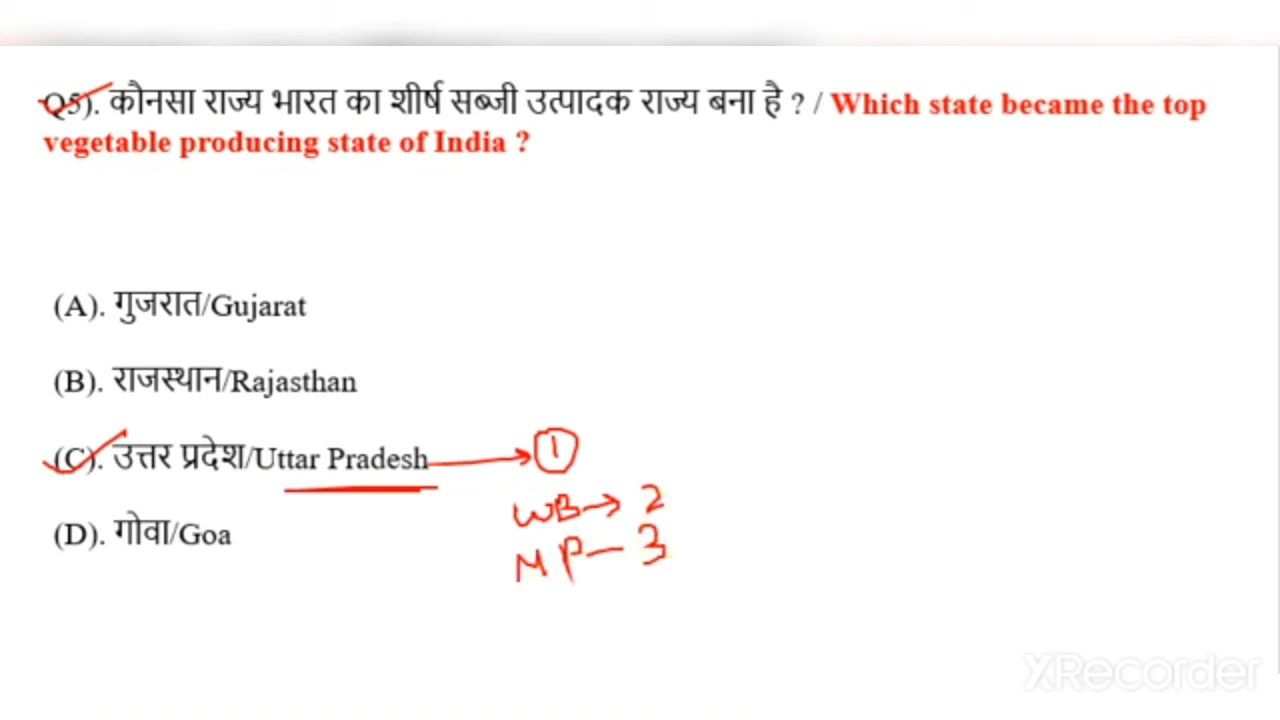 Q5). कौनसा राज्य भारत का शीर्ष सब्जी उत्पादक राज्य बना है ? / Which state became the top
vegetable producing state of India ?
(A). गुजरात/Gujarat
(B). राजस्थान/Rajasthan
(C). उत्तर प्रदेश/Uttar Pradesh → 1
WB → 2
MP - 3
(D). गोवा/Goa
XRecorder